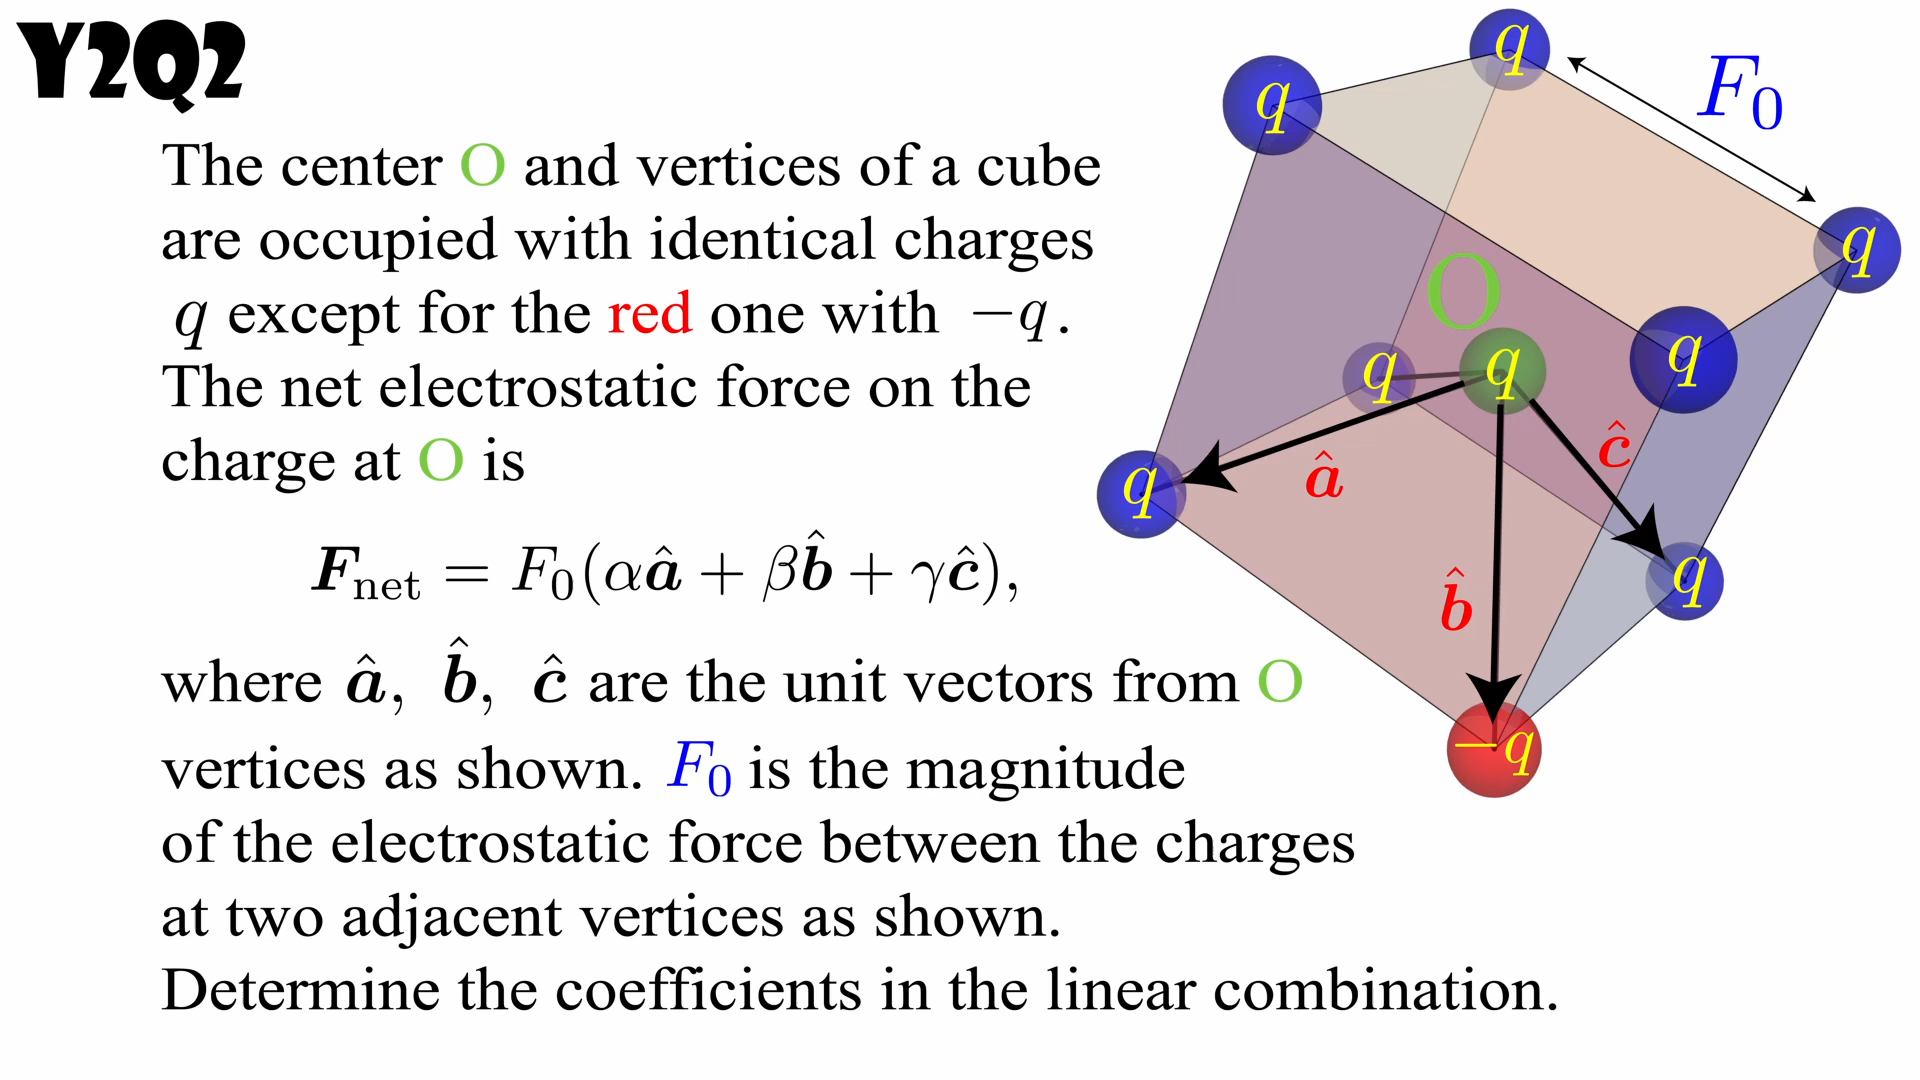 Y2Q2
The center O and vertices of a cube
are occupied with identical charges
q except for the red one with −q.
The net electrostatic force on the
charge at O is
𝑭_net = F₀(α𝒂̂ + β𝒃̂ + γ𝒄̂),
where 𝒂̂, 𝒃̂, 𝒄̂ are the unit vectors from O
vertices as shown. F₀ is the magnitude
of the electrostatic force between the charges
at two adjacent vertices as shown.
Determine the coefficients in the linear combination.
q
q
F₀
q
O
q
q
q
𝒄̂
𝒂̂
q
q
𝒃̂
−q